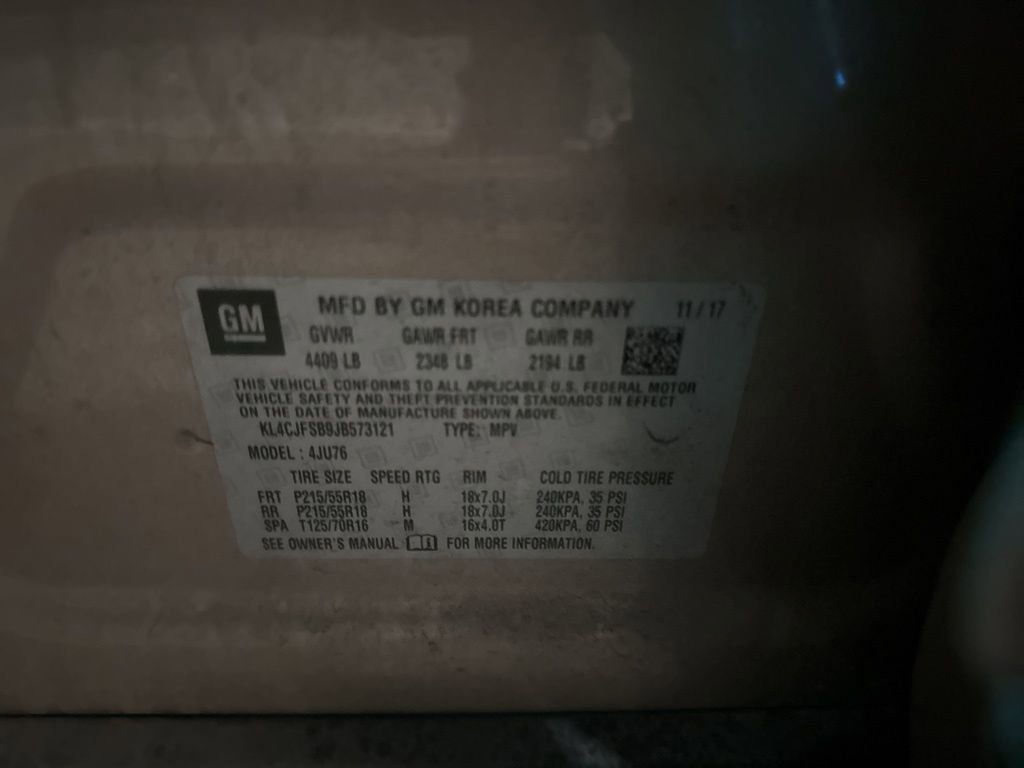 GM
MFD BY GM KOREA COMPANY 11/17
GVWR GAWR FRT GAWR RR
4409 LB 2348 LB 2194 LB
THIS VEHICLE CONFORMS TO ALL APPLICABLE U.S. FEDERAL MOTOR
VEHICLE SAFETY AND THEFT PREVENTION STANDARDS IN EFFECT
ON THE DATE OF MANUFACTURE SHOWN ABOVE.
KL4CJFSB9JB573121 TYPE: MPV
MODEL : 4JU76
TIRE SIZE SPEED RTG RIM COLD TIRE PRESSURE
FRT P215/55R18 H 18x7.0J 240KPA, 35 PSI
RR P215/55R18 H 18x7.0J 240KPA, 35 PSI
SPA T125/70R16 M 16x4.0T 420KPA, 60 PSI
SEE OWNER'S MANUAL FOR MORE INFORMATION.